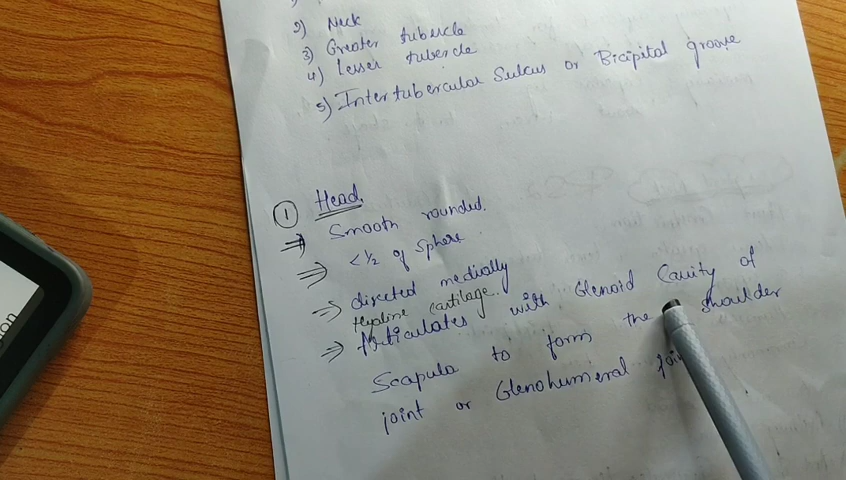 2) Neck
3) Greater tubercle
4) Lesser tubercle
5) Intertubercular Sulcus or Bicipital groove
1 Head.
⇒ Smooth rounded.
⇒ < 1/2 of Sphere
⇒ directed medially
Hyaline cartilage.
⇒ Articulates with Glenoid Cavity of
Scapula to form the shoulder
joint or Glenohumeral